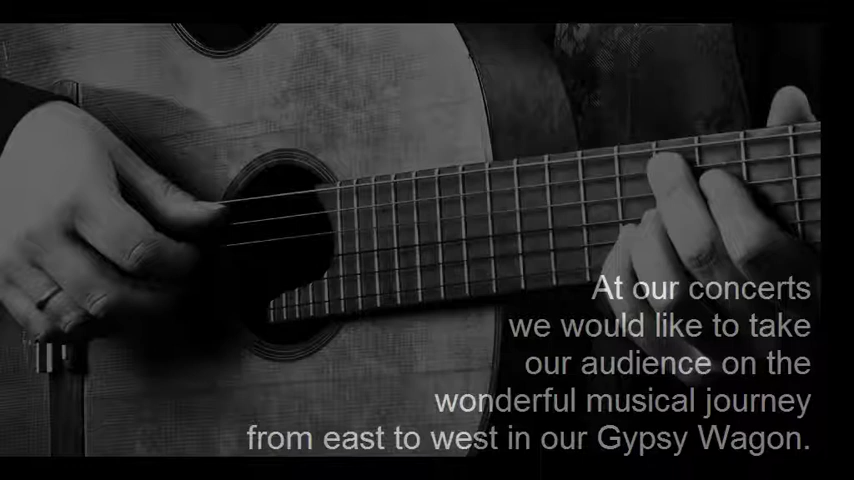 At our concerts
we would like to take
our audience on the
wonderful musical journey
from east to west in our Gypsy Wagon.